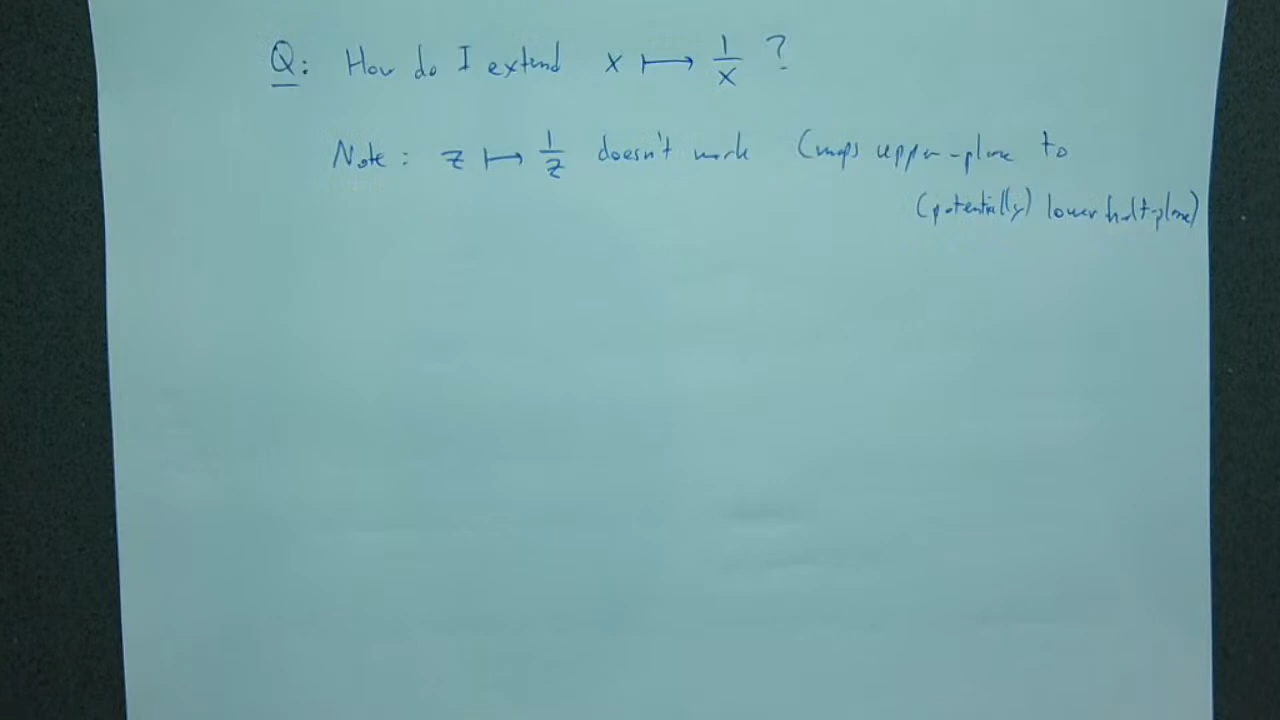 Q: How do I extend x ↦ 1/x ?
Note: z ↦ 1/z doesn't work (maps upper-plane to
(potentially) lower half-plane)